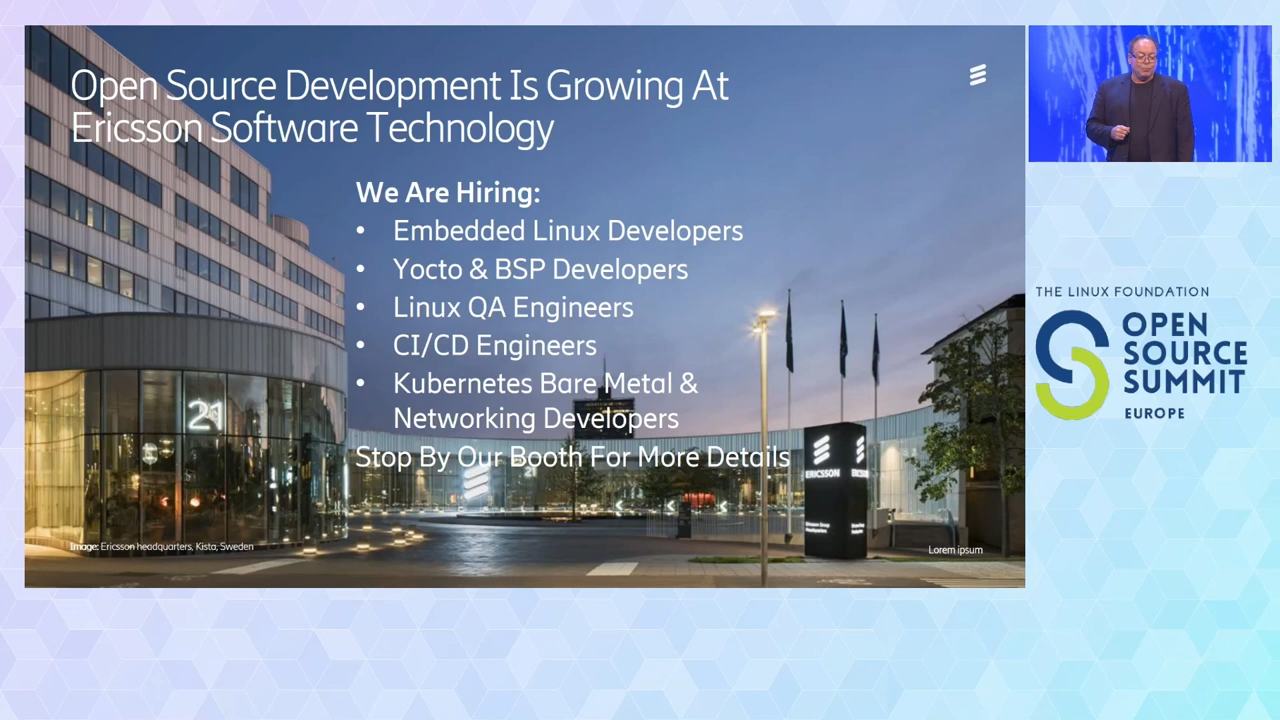 Open Source Development Is Growing At
Ericsson Software Technology
We Are Hiring:
• Embedded Linux Developers
• Yocto & BSP Developers
• Linux QA Engineers
• CI/CD Engineers
• Kubernetes Bare Metal &
Networking Developers
Stop By Our Booth For More Details
21
ERICSSON
Image: Ericsson headquarters, Kista, Sweden
Lorem ipsum
THE LINUX FOUNDATION
OPEN
SOURCE
SUMMIT
EUROPE